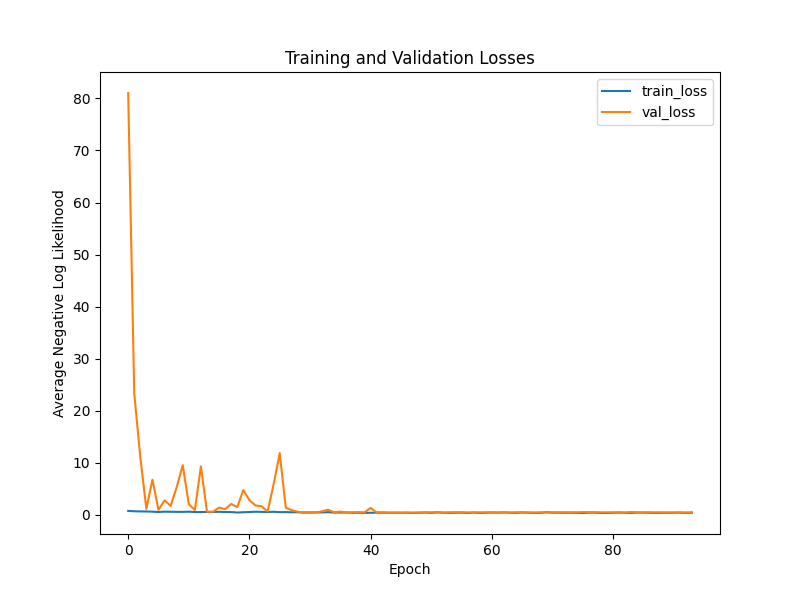 Training and Validation Losses
train_loss
val_loss
80
70
60
50
40
30
20
10
0
Average Negative Log Likelihood
0
20
40
60
80
Epoch